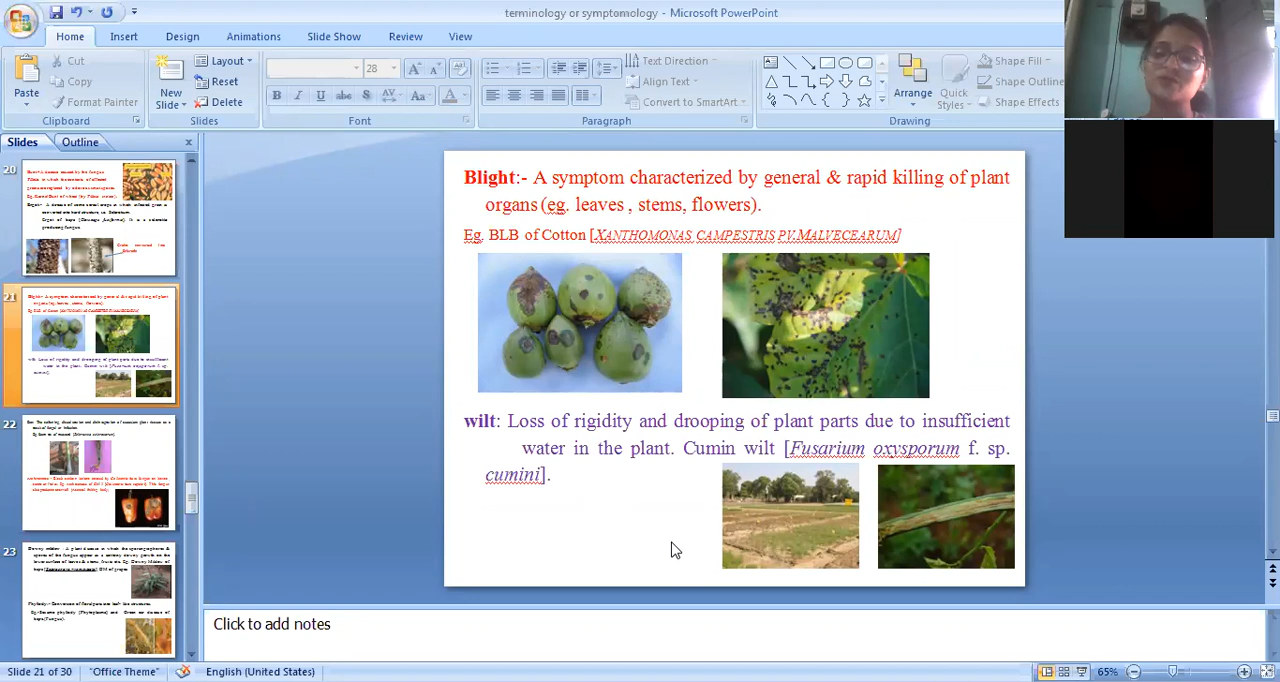 terminology or symptomology - Microsoft PowerPoint
Home Insert Design Animations Slide Show Review View
Cut
Copy
Format Painter
Paste
Clipboard
New Slide
Layout
Reset
Delete
Slides
28
Font
Text Direction
Align Text
Convert to SmartArt
Paragraph
Arrange
Quick Styles
Shape Fill
Shape Outline
Shape Effects
Drawing
Slides Outline
20
21
22
23
Blight:- A symptom characterized by general & rapid killing of plant
organs (eg. leaves , stems, flowers).
Eg. BLB of Cotton [XANTHOMONAS CAMPESTRIS PV.MALVECEARUM]
wilt: Loss of rigidity and drooping of plant parts due to insufficient
water in the plant. Cumin wilt [Fusarium oxysporum f. sp.
cumini].
Click to add notes
Slide 21 of 30 "Office Theme" English (United States) 65%